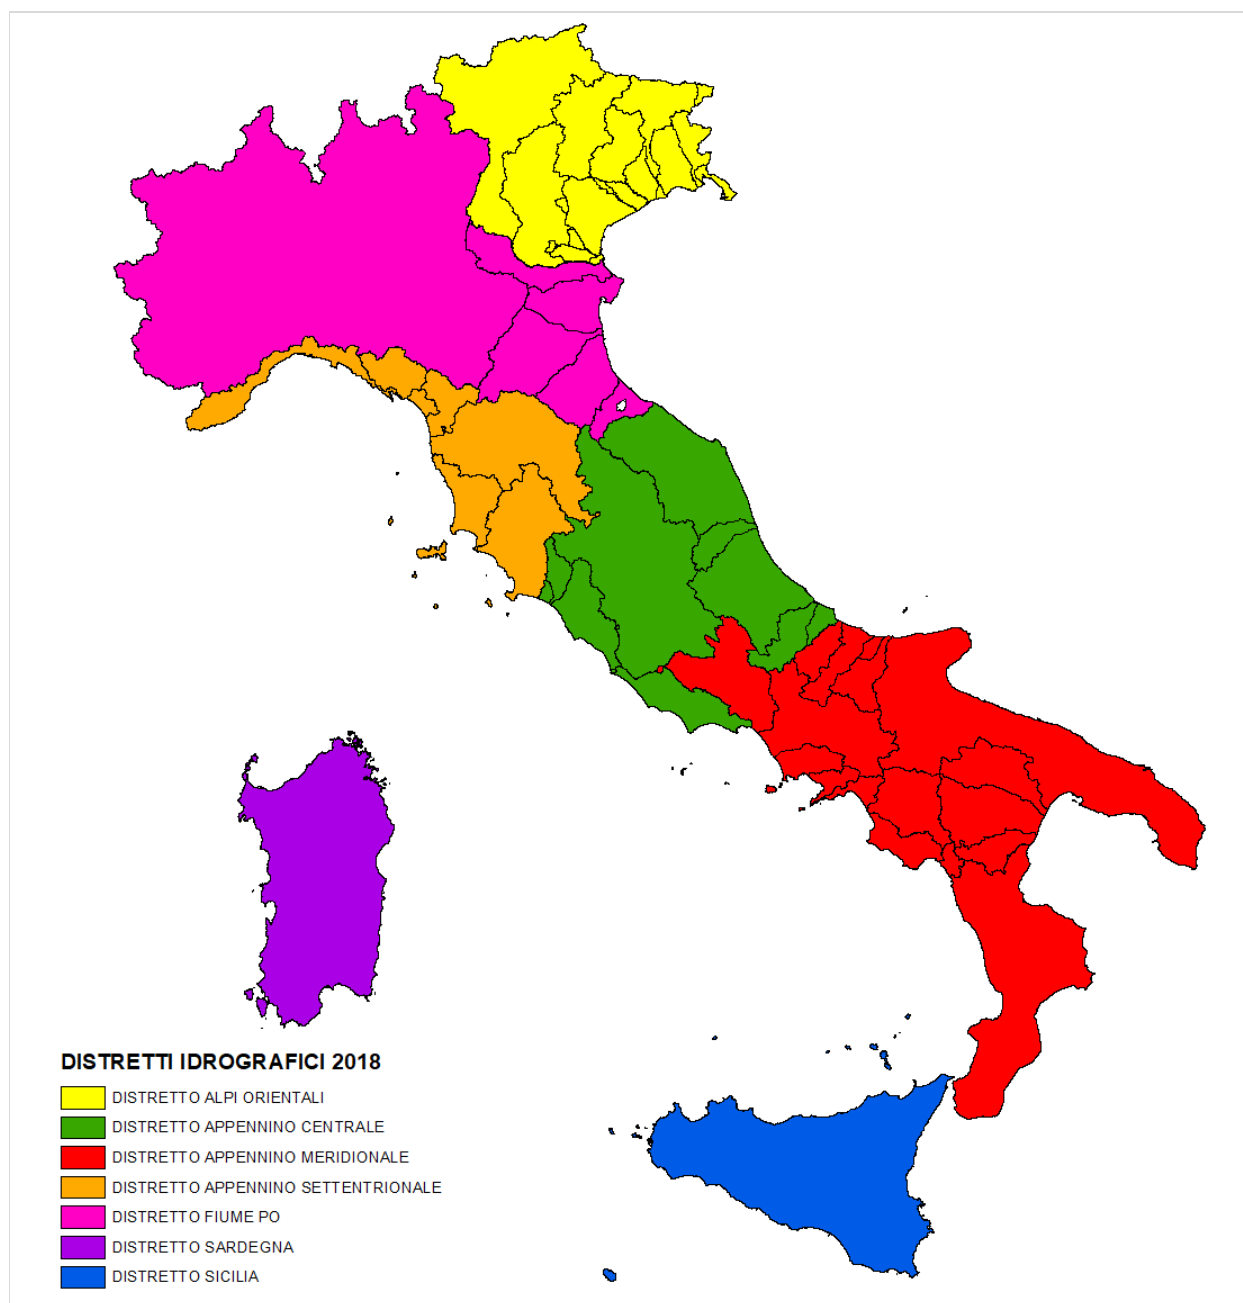 DISTRETTI IDROGRAFICI 2018
DISTRETTO ALPI ORIENTALI
DISTRETTO APPENNINO CENTRALE
DISTRETTO APPENNINO MERIDIONALE
DISTRETTO APPENNINO SETTENTRIONALE
DISTRETTO FIUME PO
DISTRETTO SARDEGNA
DISTRETTO SICILIA